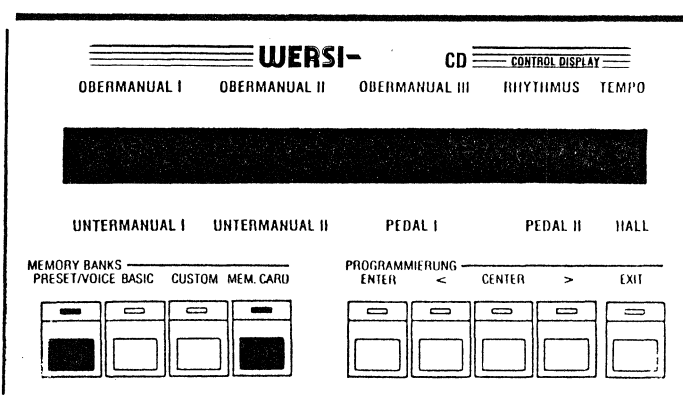 WERSI- CD CONTROL DISPLAY
OBERMANUAL I OBERMANUAL II OBERMANUAL III RHYTHMUS TEMPO
UNTERMANUAL I UNTERMANUAL II PEDAL I PEDAL II HALL
MEMORY BANKS PROGRAMMIERUNG
PRESET/VOICE BASIC CUSTOM MEM. CARD ENTER < CENTER > EXIT